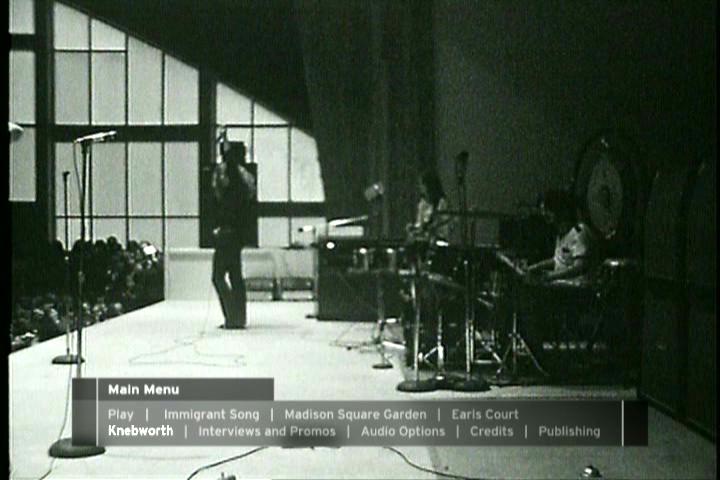 Main Menu
Play | Immigrant Song | Madison Square Garden | Earls Court
Knebworth | Interviews and Promos | Audio Options | Credits | Publishing